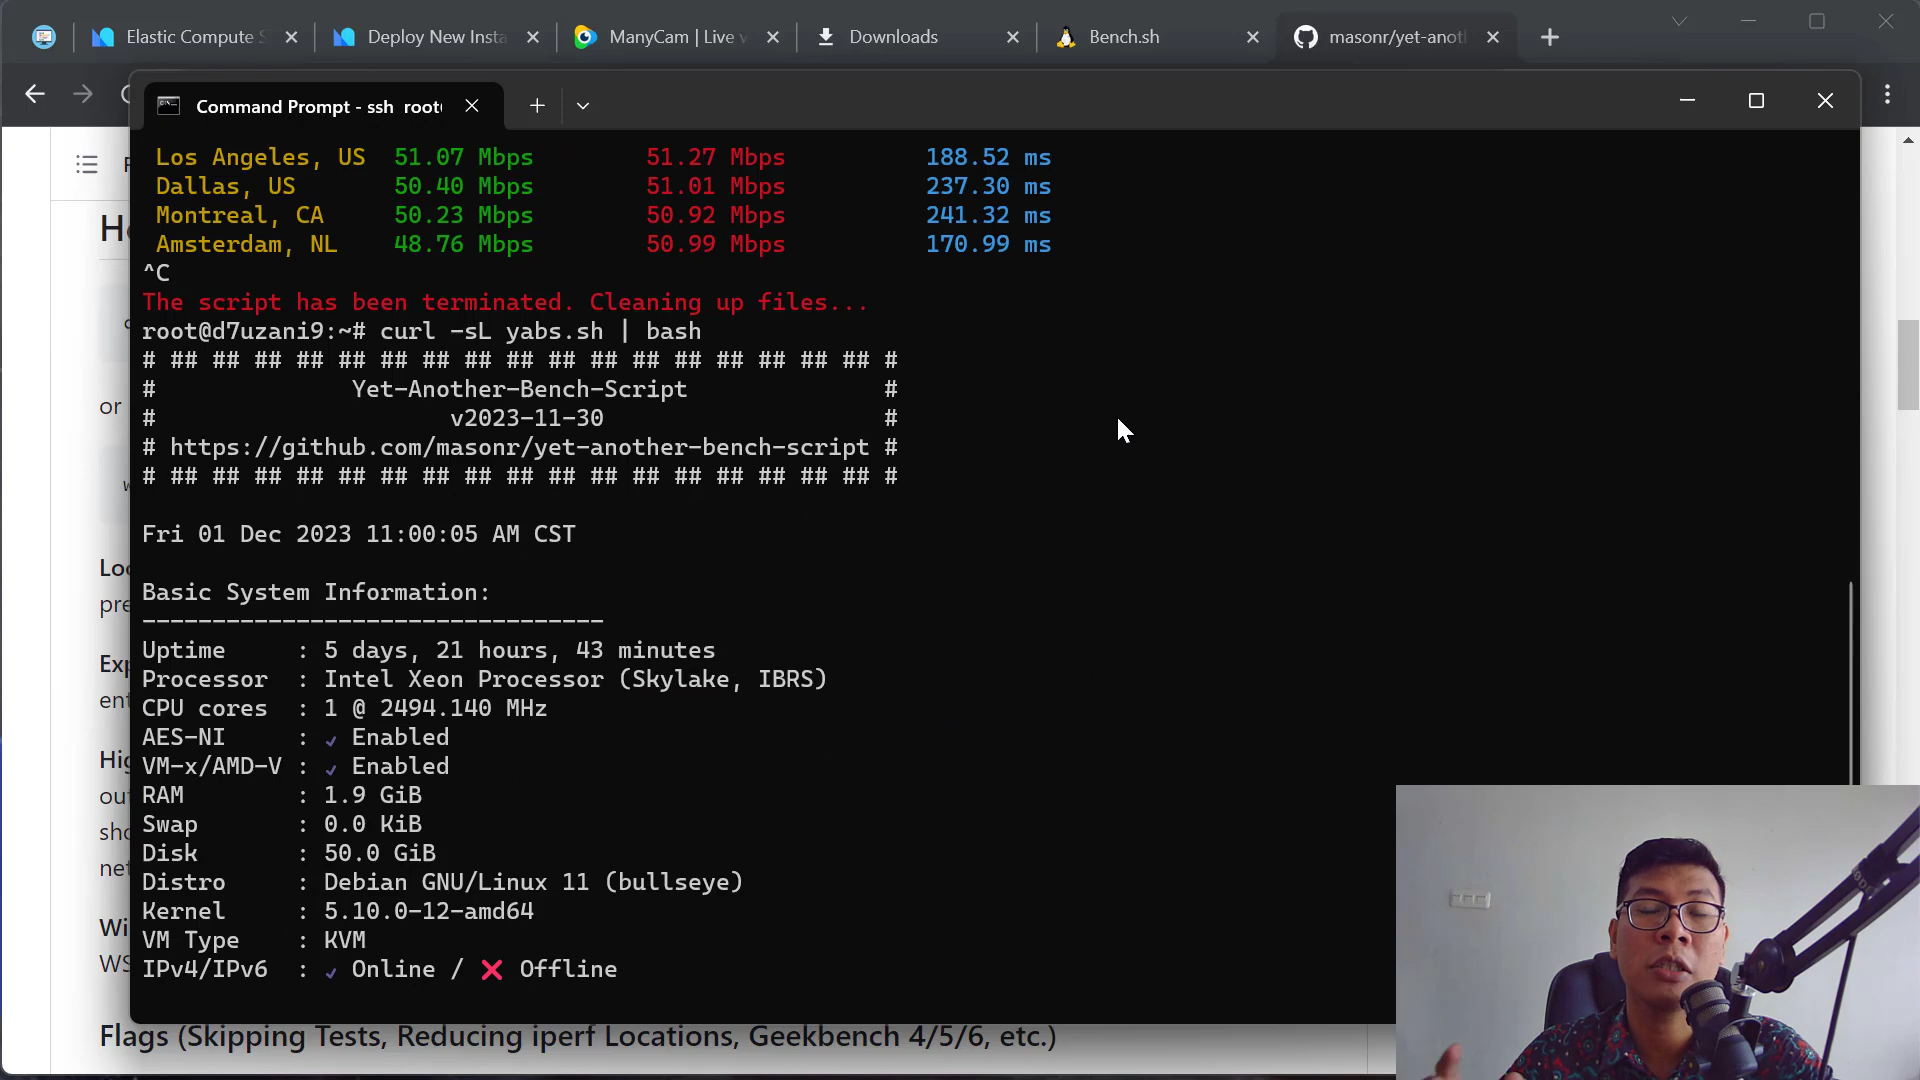 Elastic Compute S
Deploy New Insta
ManyCam | Live v
Downloads
Bench.sh
masonr/yet-anot
Command Prompt - ssh root
Los Angeles, US 51.07 Mbps 51.27 Mbps 188.52 ms
Dallas, US 50.40 Mbps 51.01 Mbps 237.30 ms
Montreal, CA 50.23 Mbps 50.92 Mbps 241.32 ms
Amsterdam, NL 48.76 Mbps 50.99 Mbps 170.99 ms
^C
The script has been terminated. Cleaning up files...
root@d7uzani9:~# curl -sL yabs.sh | bash
# ## ## ## ## ## ## ## ## ## ## ## ## ## ## ## ## ## #
# Yet-Another-Bench-Script #
# v2023-11-30 #
# https://github.com/masonr/yet-another-bench-script #
# ## ## ## ## ## ## ## ## ## ## ## ## ## ## ## ## ## #
Fri 01 Dec 2023 11:00:05 AM CST
Basic System Information:
---------------------------------
Uptime : 5 days, 21 hours, 43 minutes
Processor : Intel Xeon Processor (Skylake, IBRS)
CPU cores : 1 @ 2494.140 MHz
AES-NI : ✓ Enabled
VM-x/AMD-V : ✓ Enabled
RAM : 1.9 GiB
Swap : 0.0 KiB
Disk : 50.0 GiB
Distro : Debian GNU/Linux 11 (bullseye)
Kernel : 5.10.0-12-amd64
VM Type : KVM
IPv4/IPv6 : ✓ Online / ❌ Offline
or
Flags (Skipping Tests, Reducing iperf Locations, Geekbench 4/5/6, etc.)